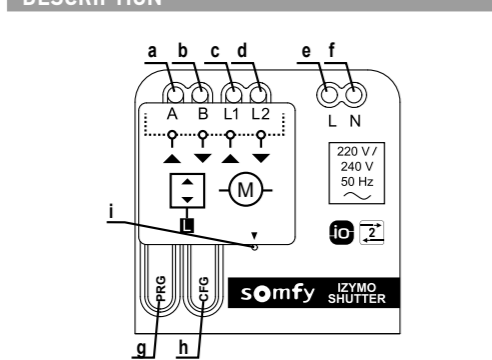 DESCRIPTION
a b c d e f
A B L1 L2 L N
220 V /
240 V
50 Hz
M
i
L
io 2
PRG CFG
somfy IZYMO
SHUTTER
g h